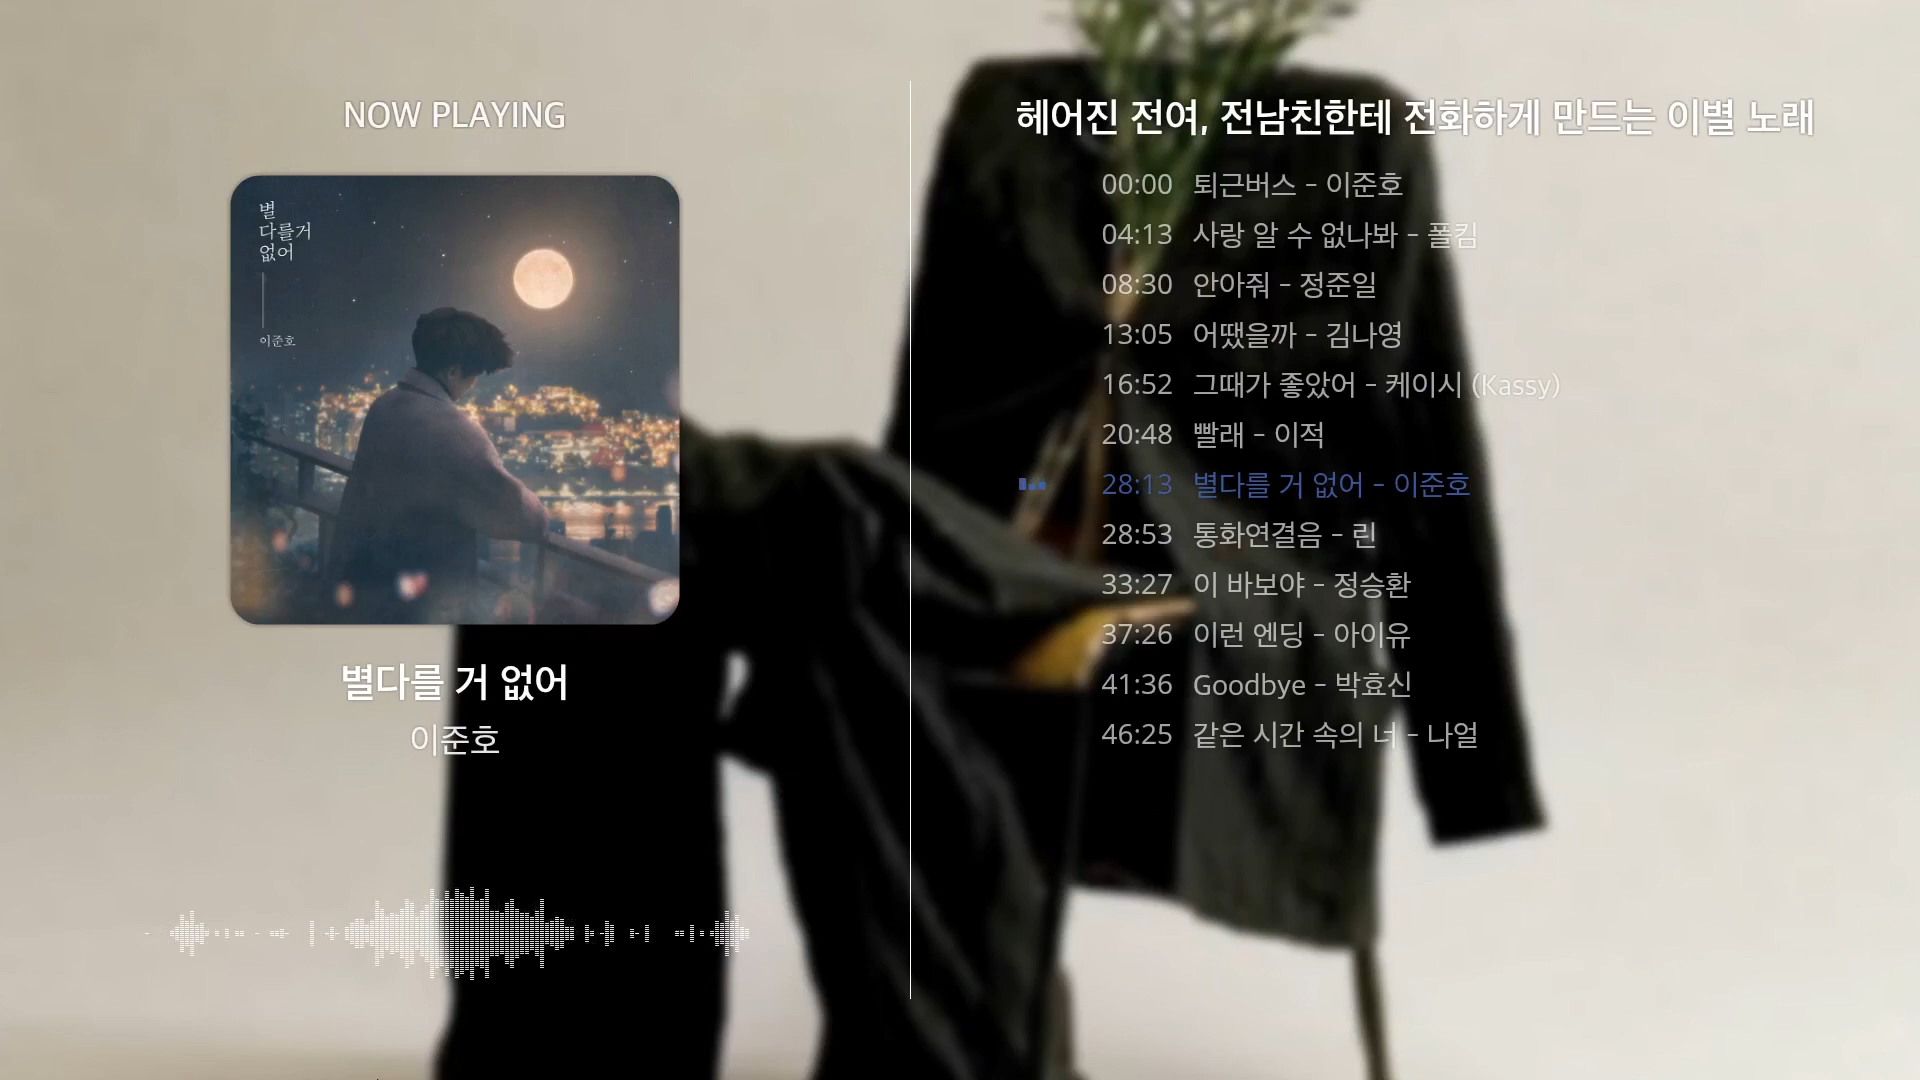 NOW PLAYING
별
다를거
없어
이준호
별다를 거 없어
이준호
헤어진 전여, 전남친한테 전화하게 만드는 이별 노래
00:00 퇴근버스 - 이준호
04:13 사랑 알 수 없나봐 - 폴킴
08:30 안아줘 - 정준일
13:05 어땠을까 - 김나영
16:52 그때가 좋았어 - 케이시 (Kassy)
20:48 빨래 - 이적
28:13 별다를 거 없어 - 이준호
28:53 통화연결음 - 린
33:27 이 바보야 - 정승환
37:26 이런 엔딩 - 아이유
41:36 Goodbye - 박효신
46:25 같은 시간 속의 너 - 나얼